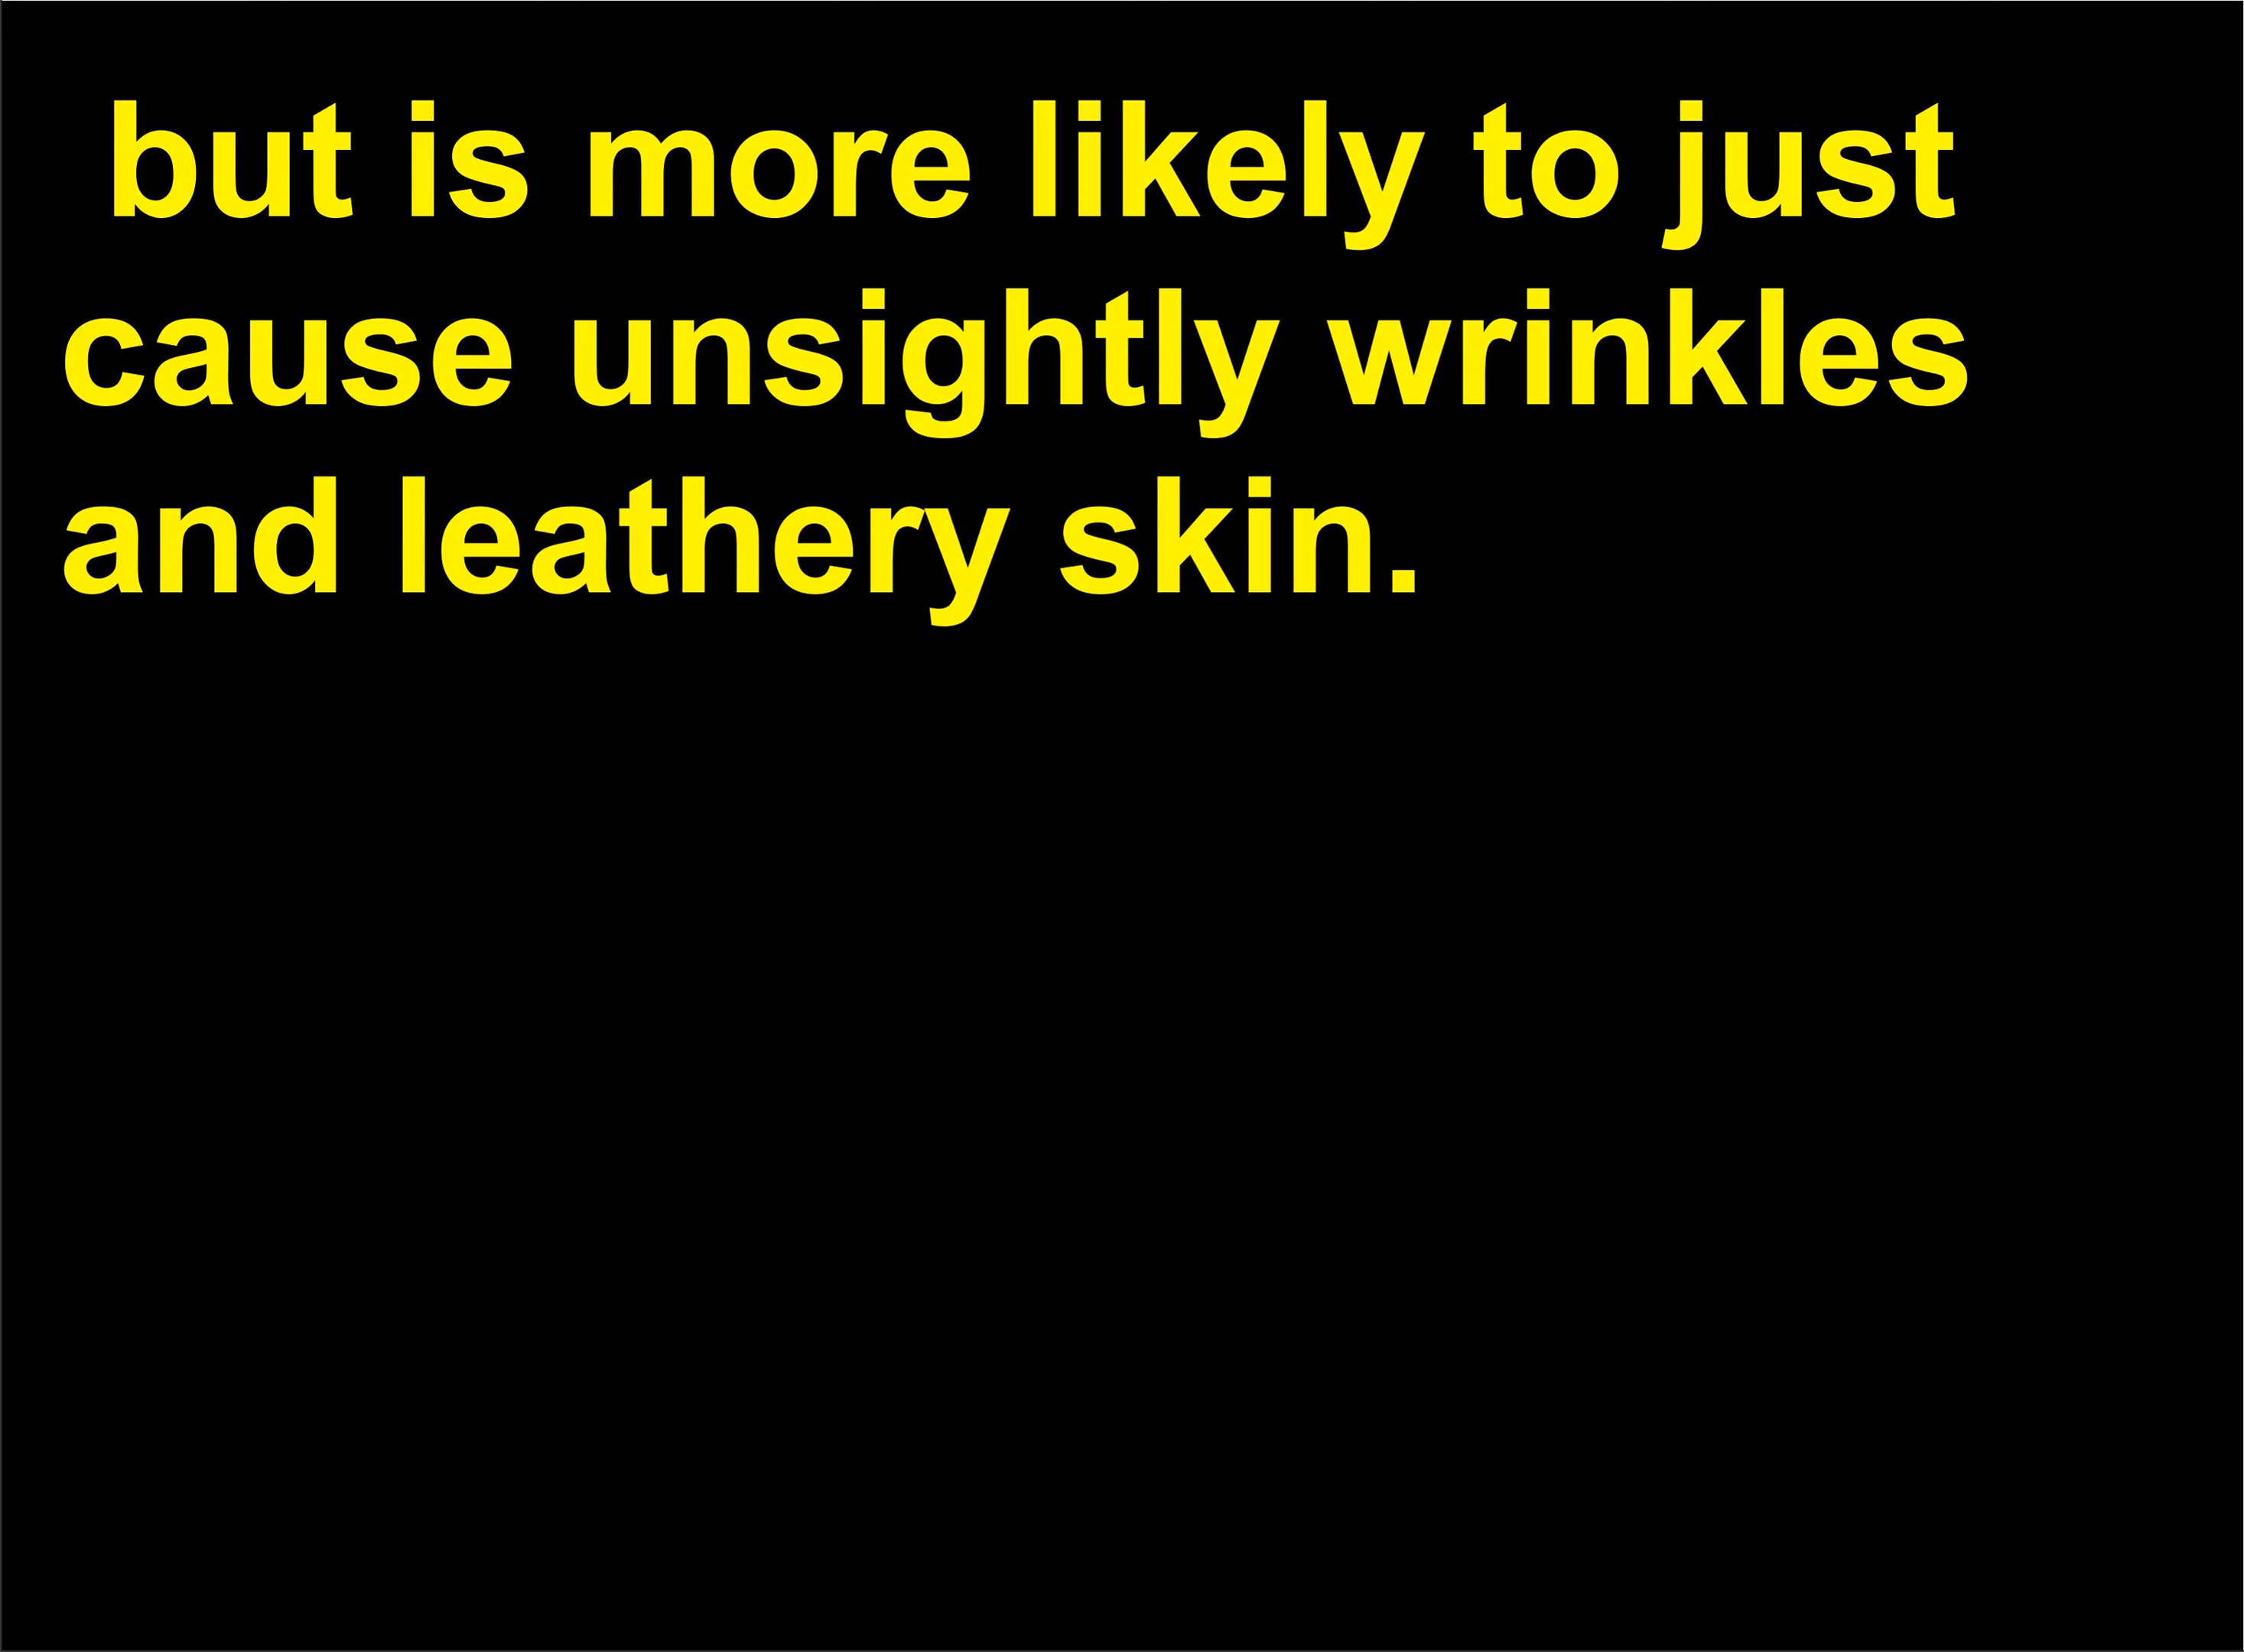 but is more likely to just
cause unsightly wrinkles
and leathery skin.